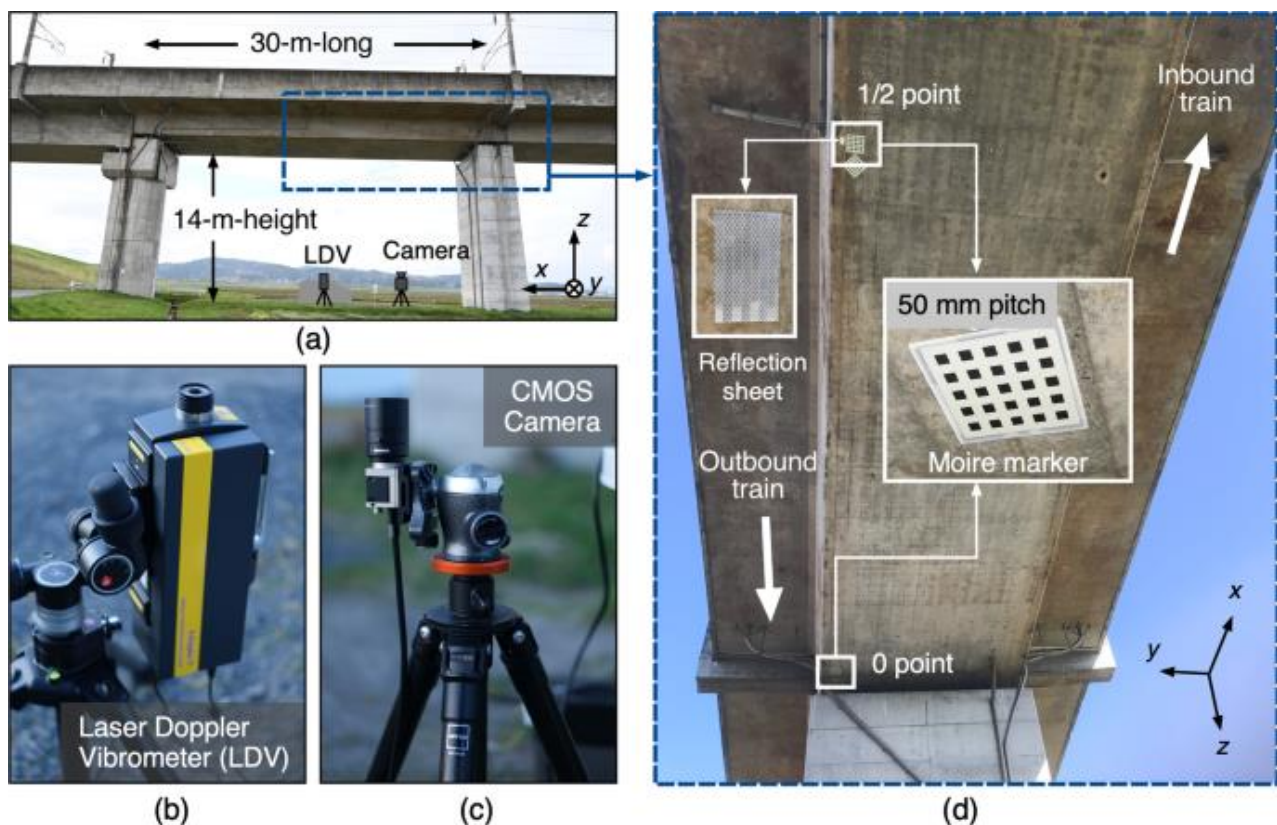 30-m-long
14-m-height
LDV
Camera
z
x
y
(a)
Laser Doppler
Vibrometer (LDV)
(b)
CMOS
Camera
(c)
1/2 point
Inbound
train
Reflection
sheet
50 mm pitch
Moire marker
Outbound
train
0 point
x
y
z
(d)